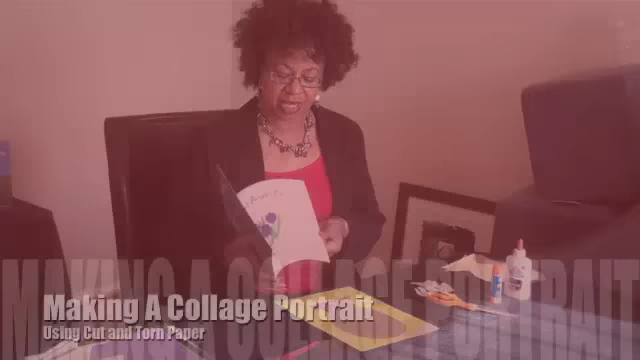 MAKING A COLLAGE PORTRAIT
Making A Collage Portrait
Using Cut and Torn Paper